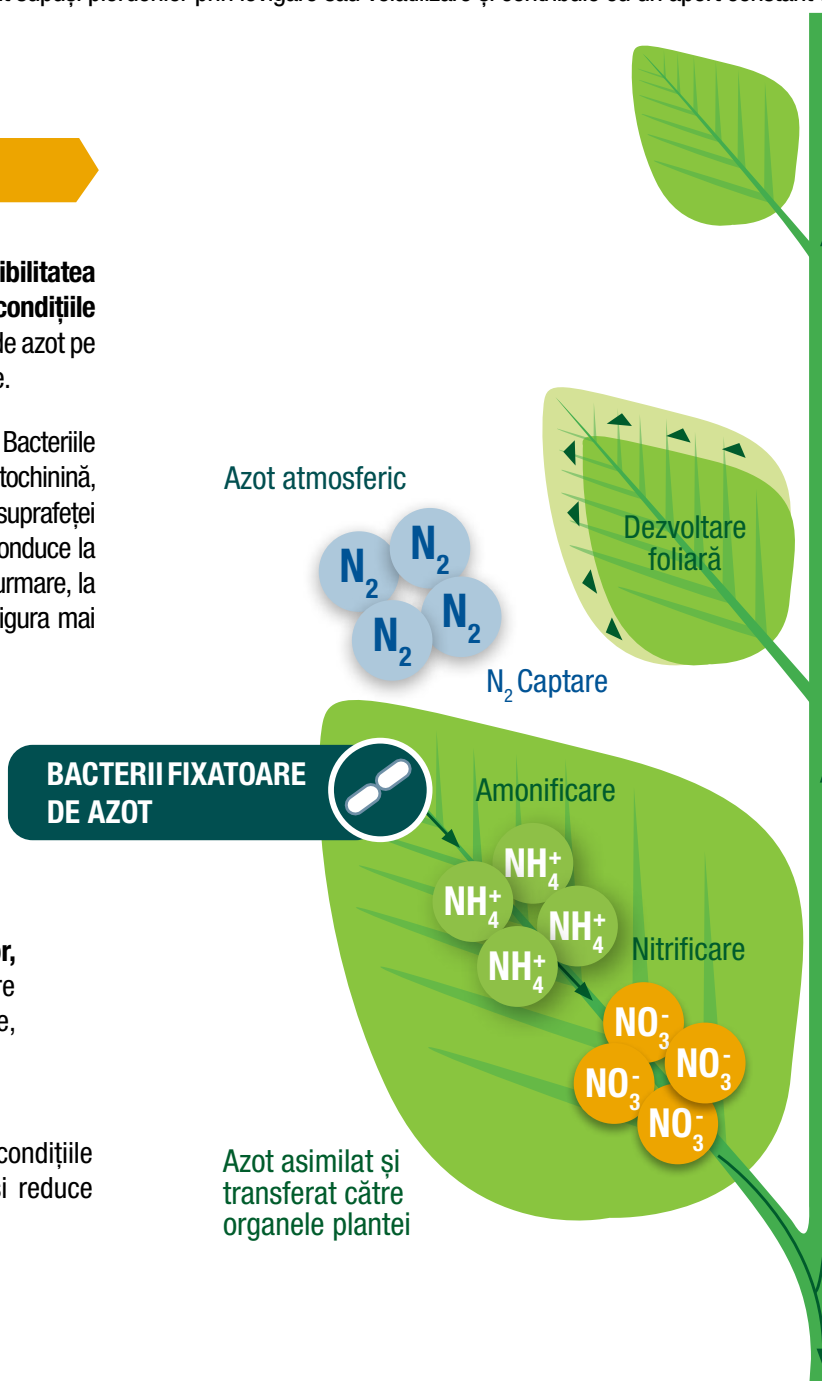 ibilitatea
condițiile
de azot pe
e.
Bacteriile
tochinină,
suprafeței
onduce la
urmare, la
igura mai
Azot atmosferic
N2
N2
N2
N2
N2 Captare
Dezvoltare
foliară
BACTERII FIXATOARE
DE AZOT
Amonificare
NH4+
NH4+
NH4+
NH4+
Nitrificare
NO3-
NO3-
NO3-
NO3-
r,
re
e,
condițiile
și reduce
Azot asimilat și
transferat către
organele plantei